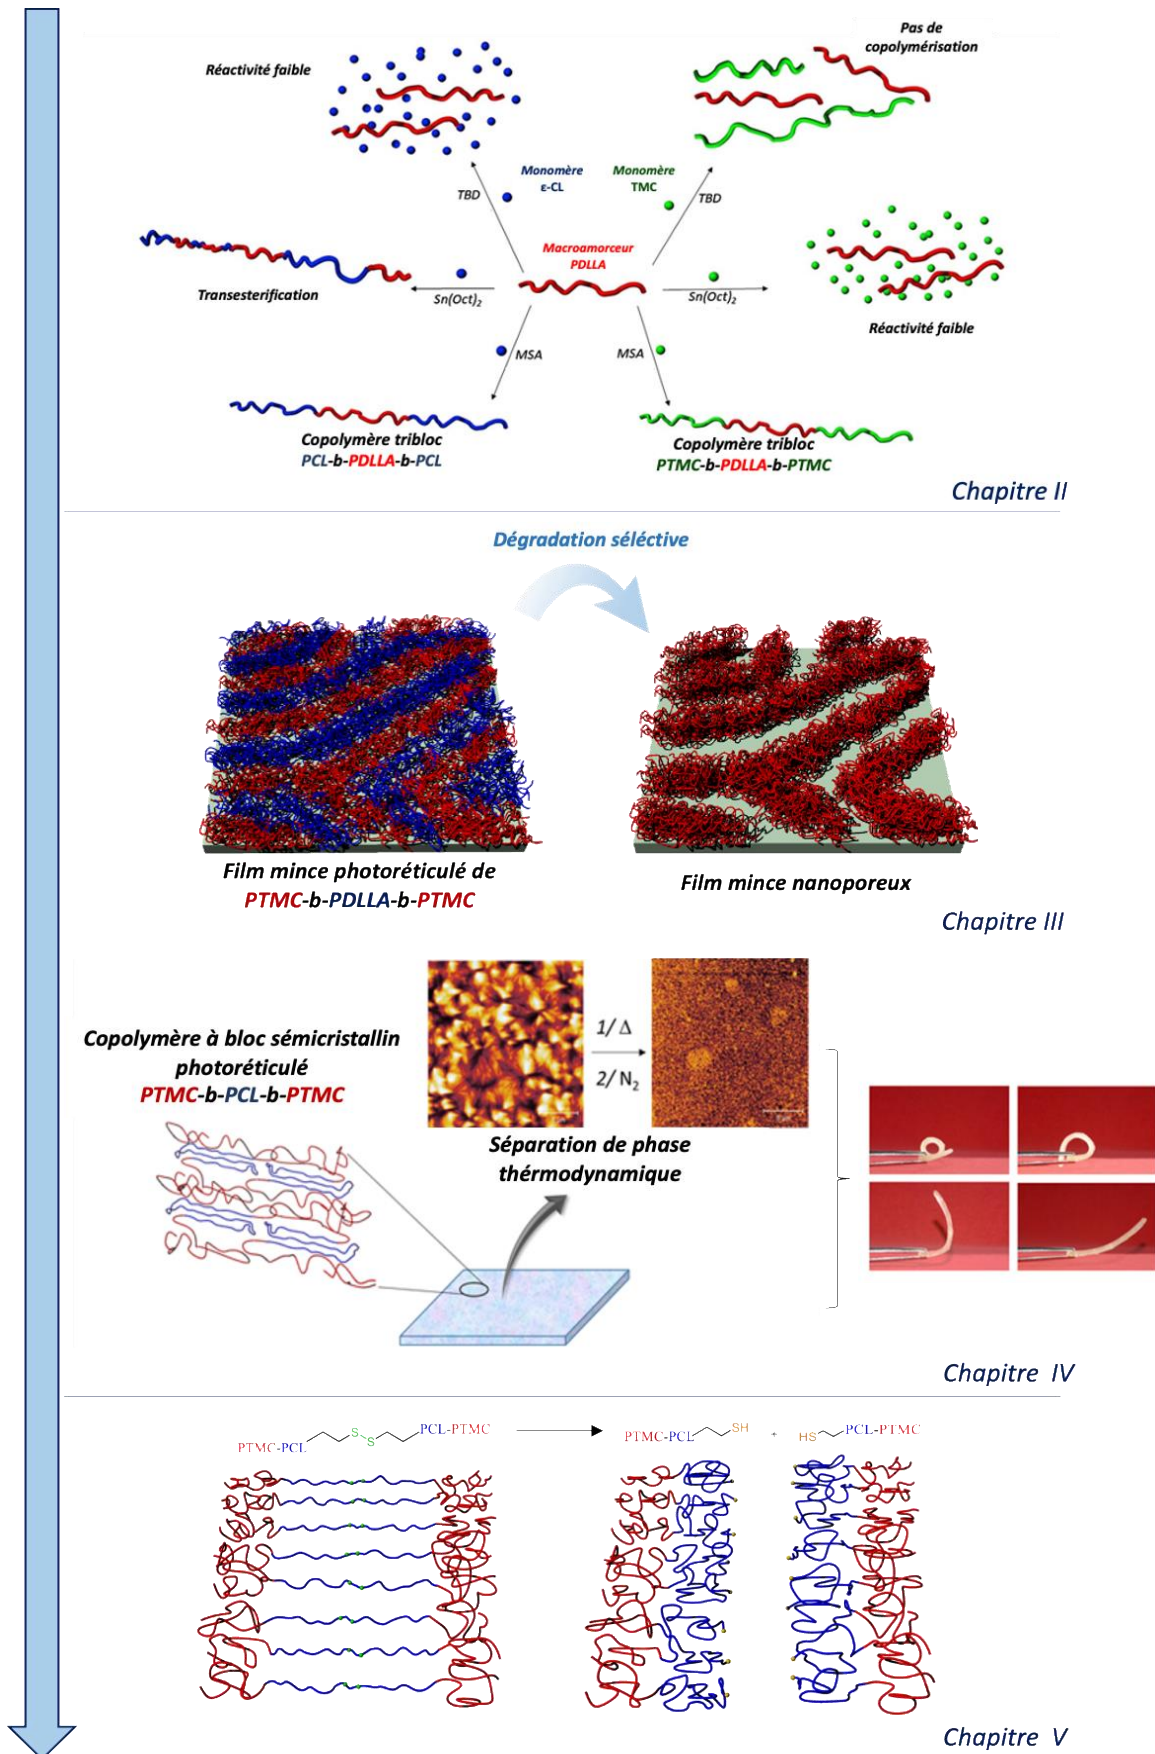 Pas de
copolymérisation
Réactivité faible
Monomère
ε-CL
Monomère
TMC
TBD
TBD
Macroamorceur
PDLLA
Transesterification
Sn(Oct)2
Sn(Oct)2
Réactivité faible
MSA
MSA
Copolymère tribloc
PCL-b-PDLLA-b-PCL
Copolymère tribloc
PTMC-b-PDLLA-b-PTMC
Chapitre II
Dégradation séléctive
Film mince photoréticulé de
PTMC-b-PDLLA-b-PTMC
Film mince nanoporeux
Chapitre III
Copolymère à bloc sémicristallin
photoréticulé
PTMC-b-PCL-b-PTMC
1/ Δ
2/ N2
Séparation de phase
thérmodynamique
Chapitre IV
PTMC-PCL
S
S
PCL-PTMC
PTMC-PCL
SH
+
HS
PCL-PTMC
Chapitre V